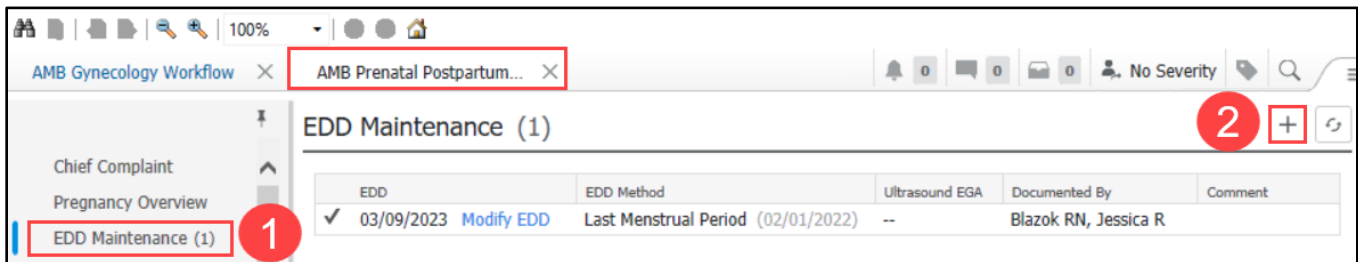 100%
AMB Gynecology Workflow
AMB Prenatal Postpartum...
0
0
0
No Severity
Chief Complaint
Pregnancy Overview
EDD Maintenance (1)
1
EDD Maintenance (1)
2
EDD EDD Method Ultrasound EGA Documented By Comment
03/09/2023 Modify EDD Last Menstrual Period (02/01/2022) -- Blazok RN, Jessica R